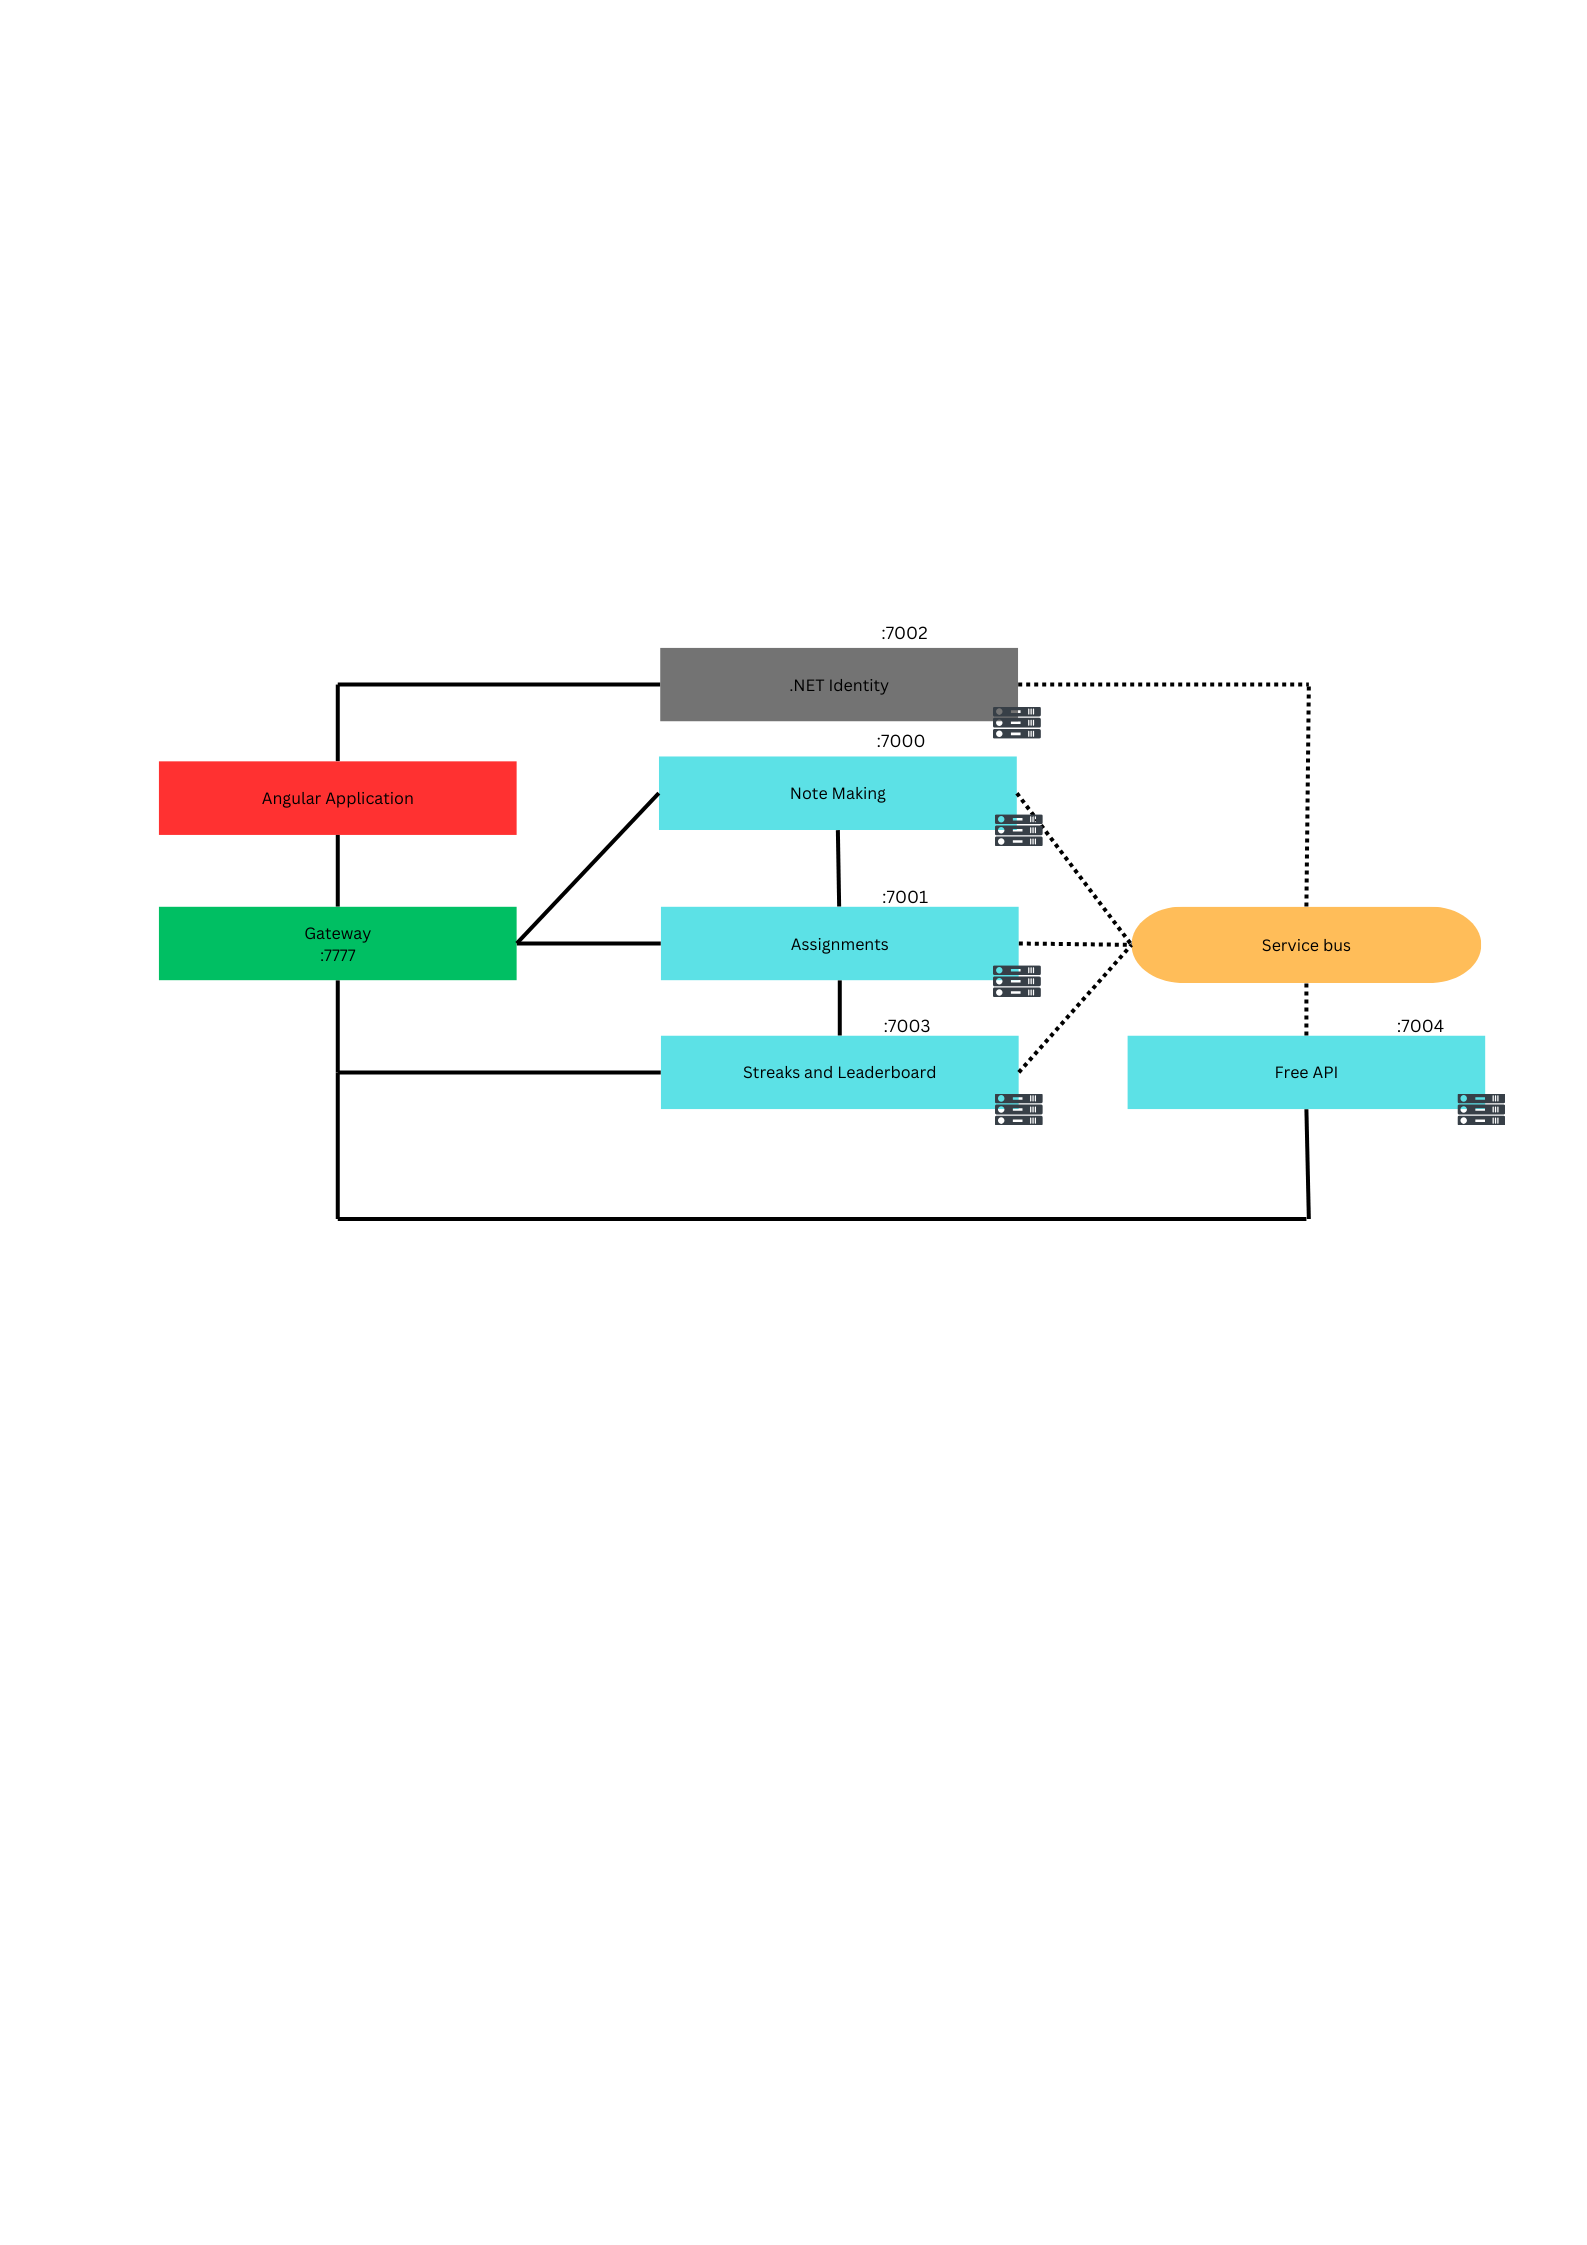 :7002
.NET Identity
:7000
Note Making
Angular Application
:7001
Gateway
:7777
Assignments
Service bus
:7003
:7004
Streaks and Leaderboard
Free API